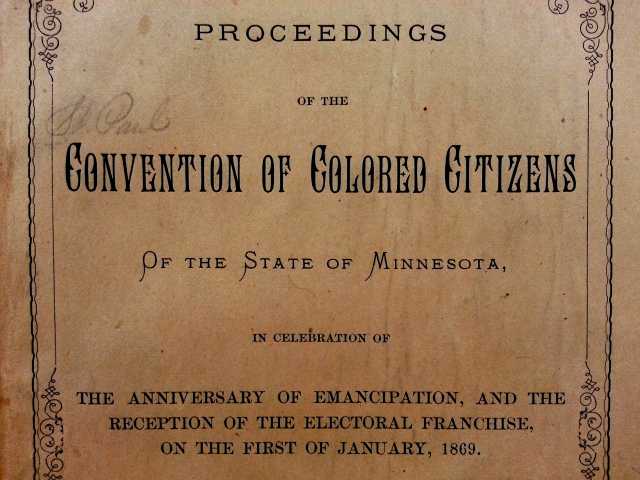 PROCEEDINGS
OF THE
St. Paul
CONVENTION OF COLORED CITIZENS
OF THE STATE OF MINNESOTA,
IN CELEBRATION OF
THE ANNIVERSARY OF EMANCIPATION, AND THE
RECEPTION OF THE ELECTORAL FRANCHISE,
ON THE FIRST OF JANUARY, 1869.